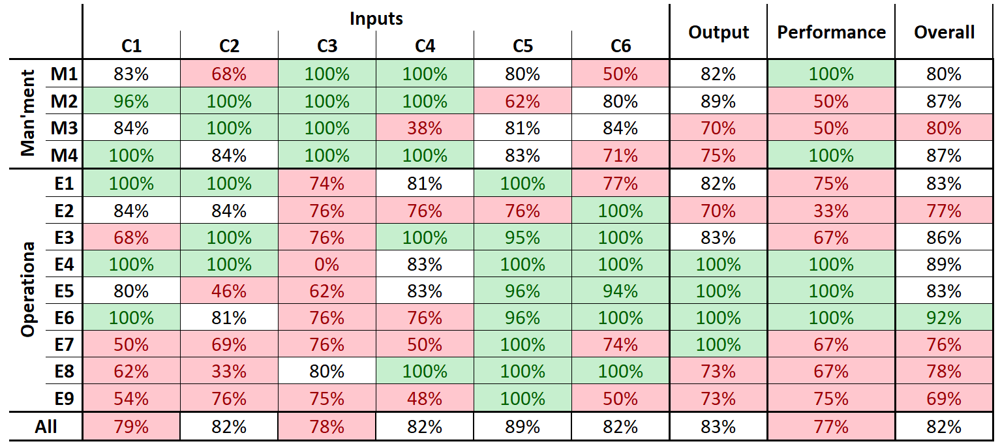 Inputs Output Performance Overall
C1 C2 C3 C4 C5 C6
Man'ment
M1 83% 68% 100% 100% 80% 50% 82% 100% 80%
M2 96% 100% 100% 100% 62% 80% 89% 50% 87%
M3 84% 100% 100% 38% 81% 84% 70% 50% 80%
M4 100% 84% 100% 100% 83% 71% 75% 100% 87%
Operationa
E1 100% 100% 74% 81% 100% 77% 82% 75% 83%
E2 84% 84% 76% 76% 76% 100% 70% 33% 77%
E3 68% 100% 76% 100% 95% 100% 83% 67% 86%
E4 100% 100% 0% 83% 100% 100% 100% 100% 89%
E5 80% 46% 62% 83% 96% 94% 100% 100% 83%
E6 100% 81% 76% 76% 96% 100% 100% 100% 92%
E7 50% 69% 76% 50% 100% 74% 100% 67% 76%
E8 62% 33% 80% 100% 100% 100% 73% 67% 78%
E9 54% 76% 75% 48% 100% 50% 73% 75% 69%
All 79% 82% 78% 82% 89% 82% 83% 77% 82%